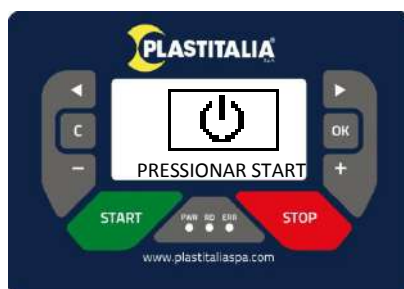 PLASTITALIA
C
OK
PRESSIONAR START
−
+
START
PWR RD ERR
STOP
www.plastitaliaspa.com